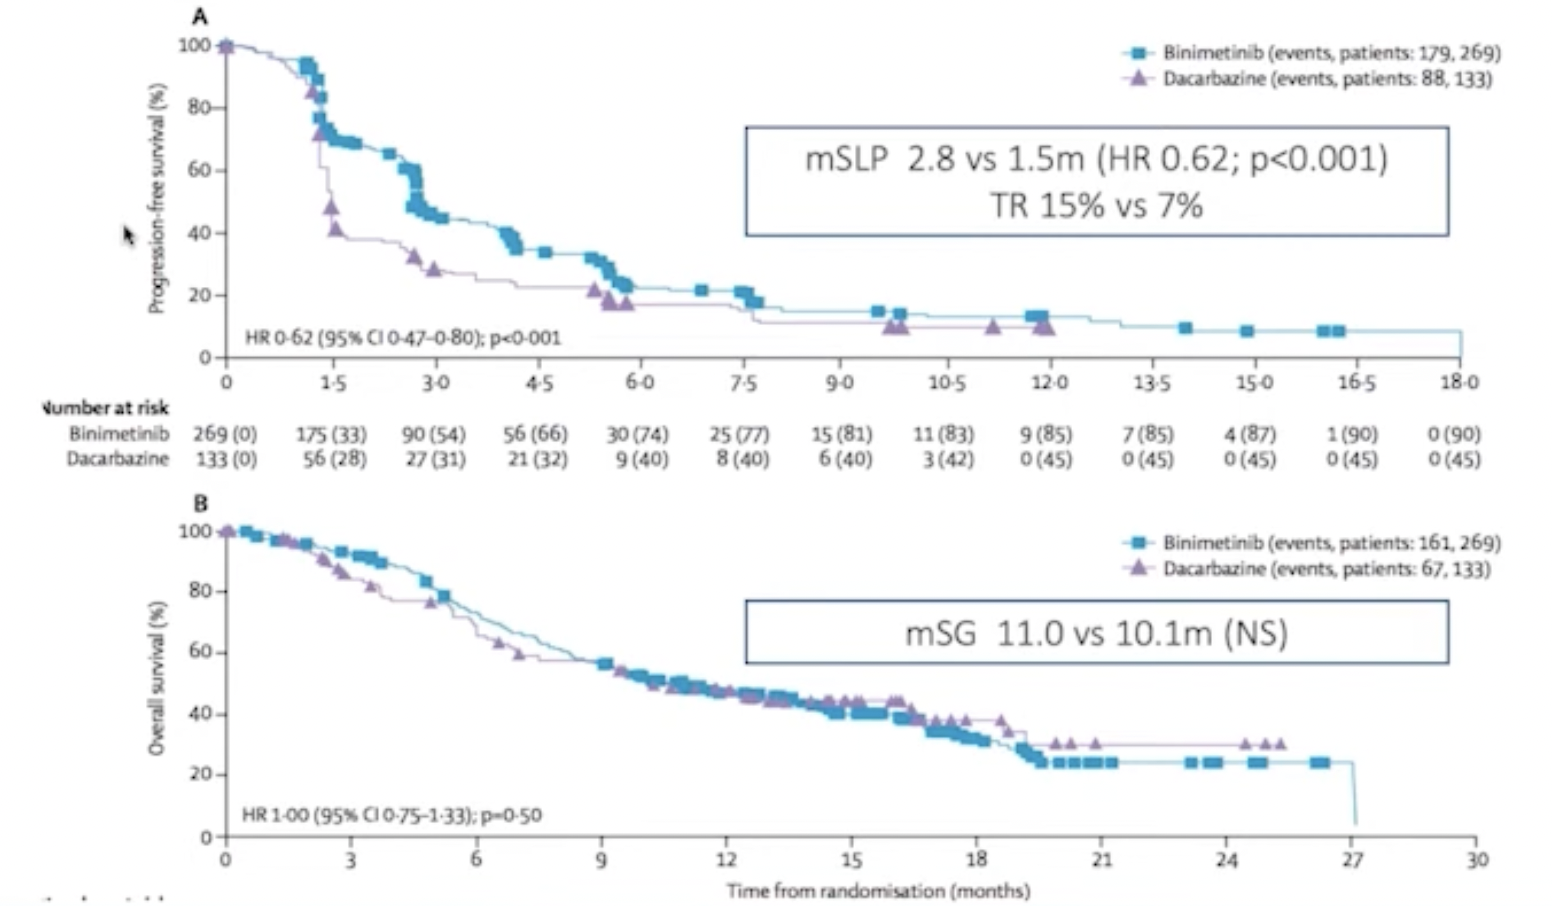 A
Progression-free survival (%)
100
80
60
40
20
0
Binimetinib (events, patients: 179, 269)
Dacarbazine (events, patients: 88, 133)
mSLP 2.8 vs 1.5m (HR 0.62; p<0.001)
TR 15% vs 7%
HR 0·62 (95% CI 0·47–0·80); p<0·001
0 1·5 3·0 4·5 6·0 7·5 9·0 10·5 12·0 13·5 15·0 16·5 18·0
Number at risk
Binimetinib 269 (0) 175 (33) 90 (54) 56 (66) 30 (74) 25 (77) 15 (81) 11 (83) 9 (85) 7 (85) 4 (87) 1 (90) 0 (90)
Dacarbazine 133 (0) 56 (28) 27 (31) 21 (32) 9 (40) 8 (40) 6 (40) 3 (42) 0 (45) 0 (45) 0 (45) 0 (45) 0 (45)
B
Overall survival (%)
100
80
60
40
20
0
Binimetinib (events, patients: 161, 269)
Dacarbazine (events, patients: 67, 133)
mSG 11.0 vs 10.1m (NS)
HR 1·00 (95% CI 0·75–1·33); p=0·50
0 3 6 9 12 15 18 21 24 27 30
Time from randomisation (months)